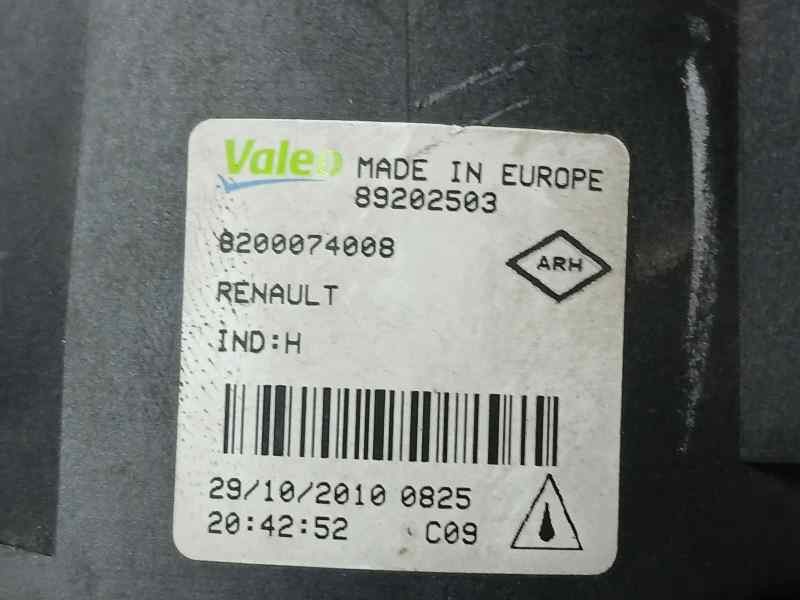 Valeo MADE IN EUROPE
89202503
8200074008
ARH
RENAULT
IND:H
29/10/2010 0825
20:42:52 C09